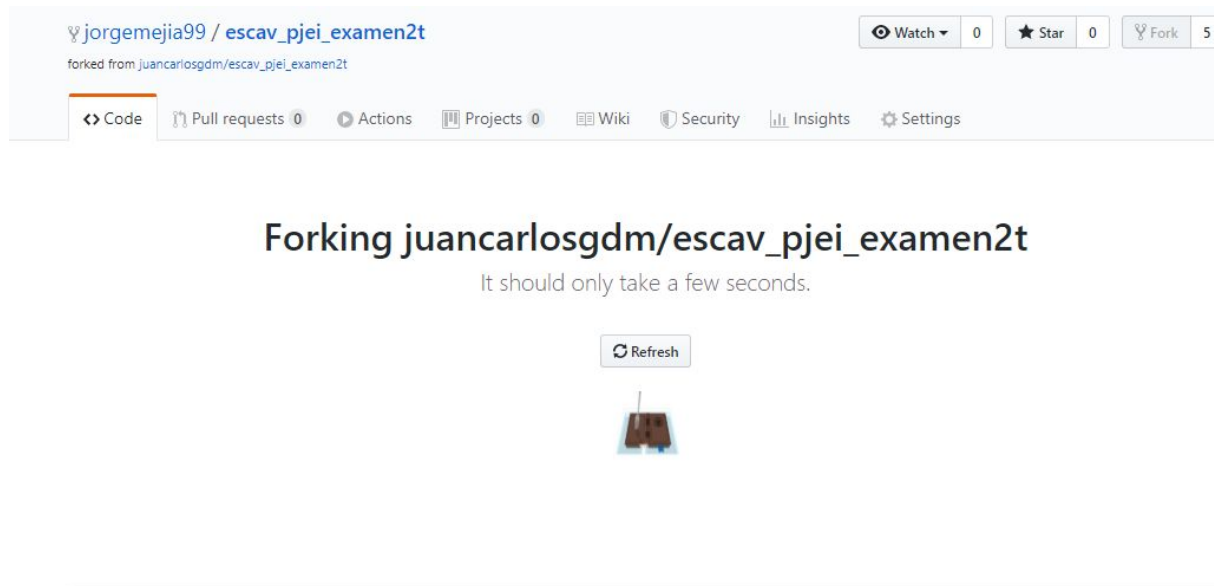 jorgemejia99 / escav_pjei_examen2t Watch 0 Star 0 Fork 5
forked from juancarlosgdm/escav_pjei_examen2t
Code Pull requests 0 Actions Projects 0 Wiki Security Insights Settings
Forking juancarlosgdm/escav_pjei_examen2t
It should only take a few seconds.
Refresh